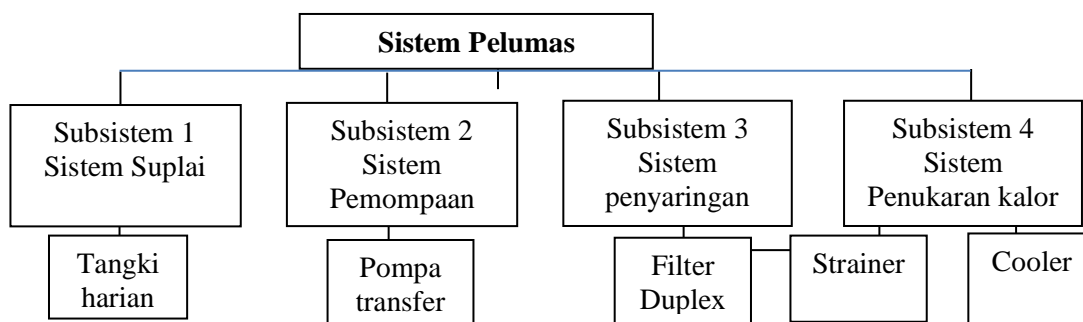 Sistem Pelumas
Subsistem 1
Sistem Suplai
Subsistem 2
Sistem
Pemompaan
Subsistem 3
Sistem
penyaringan
Subsistem 4
Sistem
Penukaran kalor
Tangki
harian
Pompa
transfer
Filter
Duplex
Strainer
Cooler